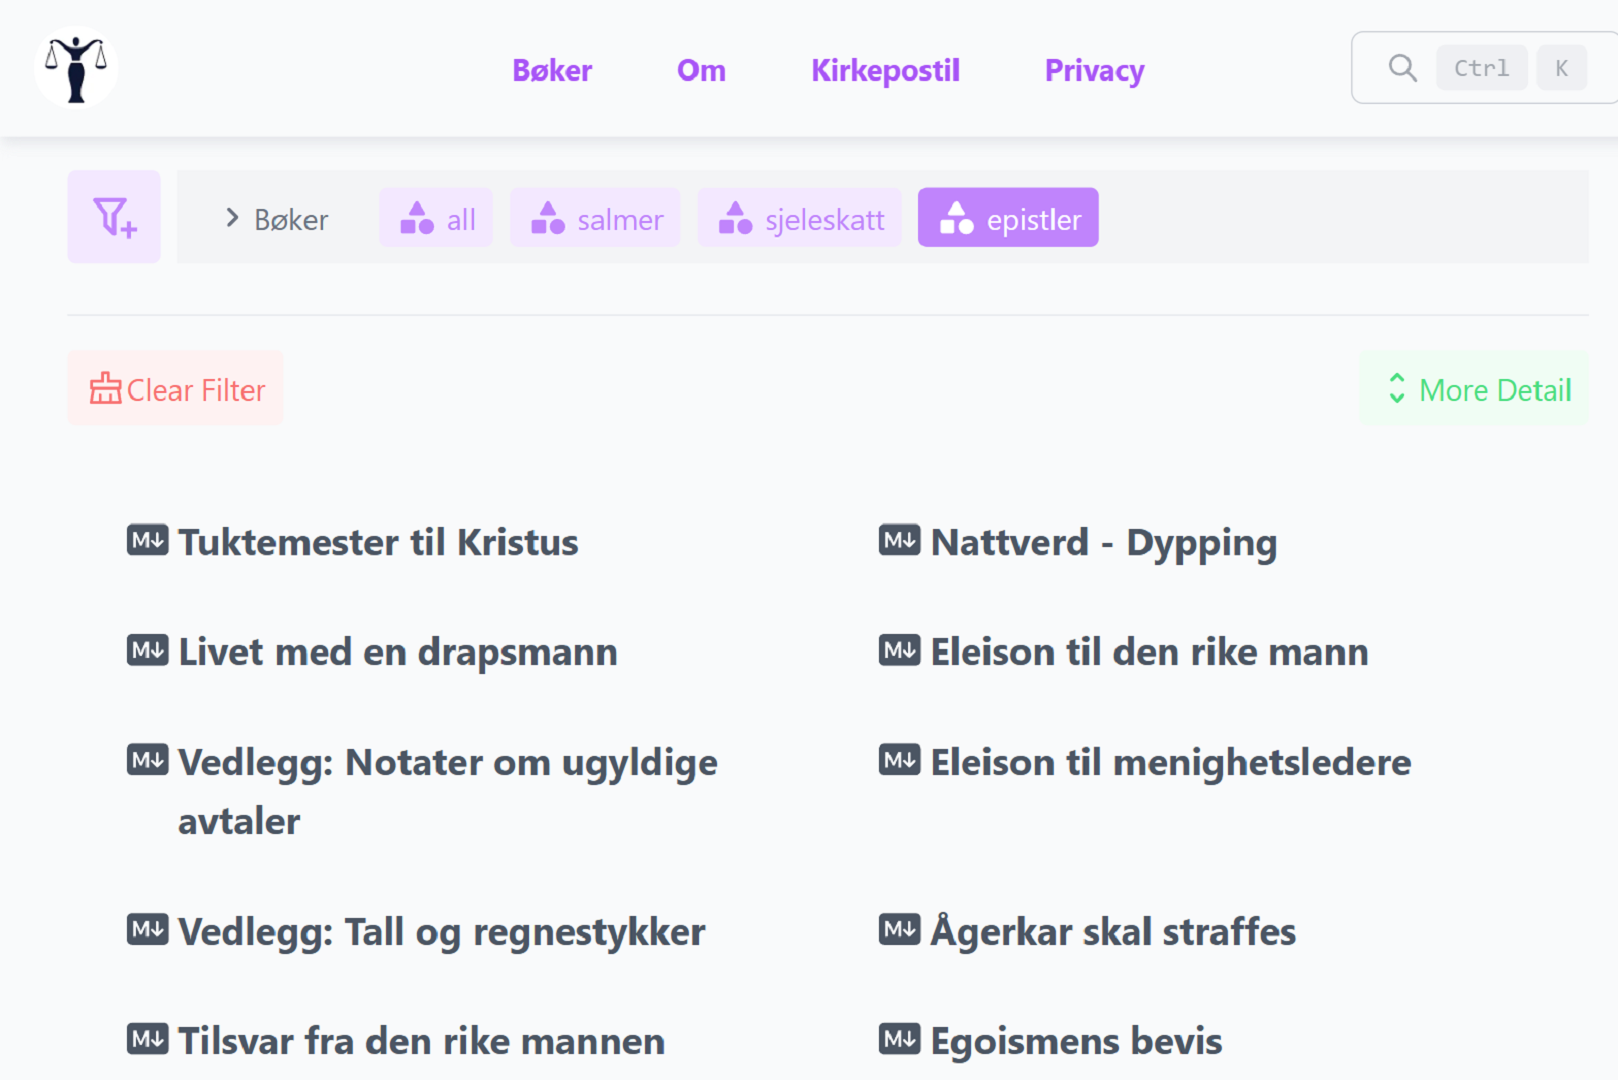 Bøker Om Kirkepostil Privacy Ctrl K
Bøker all salmer sjeleskatt epistler
Clear Filter More Detail
M↓ Tuktemester til Kristus
M↓ Nattverd - Dypping
M↓ Livet med en drapsmann
M↓ Eleison til den rike mann
M↓ Vedlegg: Notater om ugyldige
avtaler
M↓ Eleison til menighetsledere
M↓ Vedlegg: Tall og regnestykker
M↓ Ågerkar skal straffes
M↓ Tilsvar fra den rike mannen
M↓ Egoismens bevis